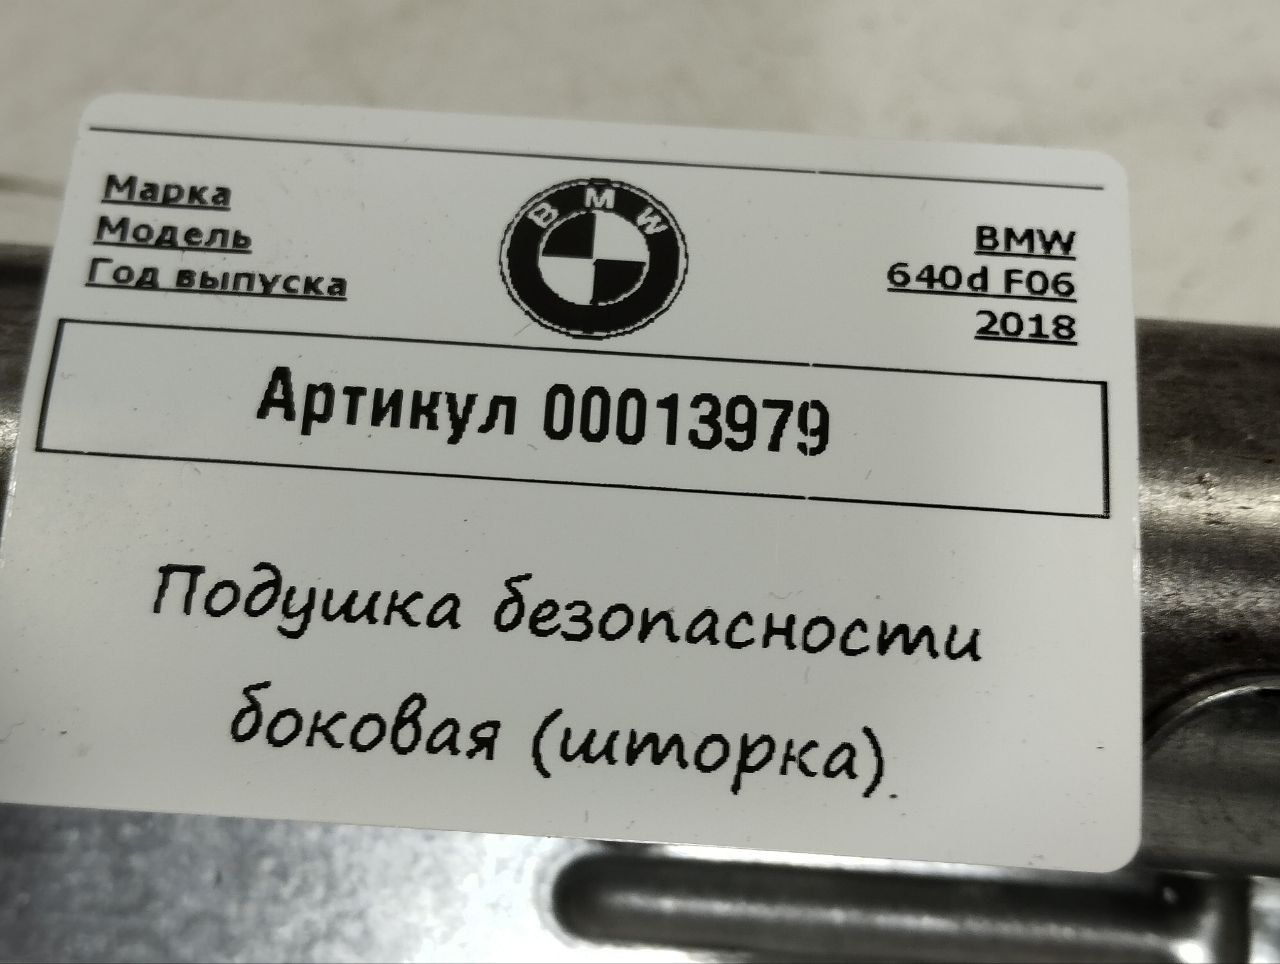 Марка
Модель
Год выпуска
BMW
BMW
640d F06
2018
Артикул 00013979
Подушка безопасности
боковая (шторка)